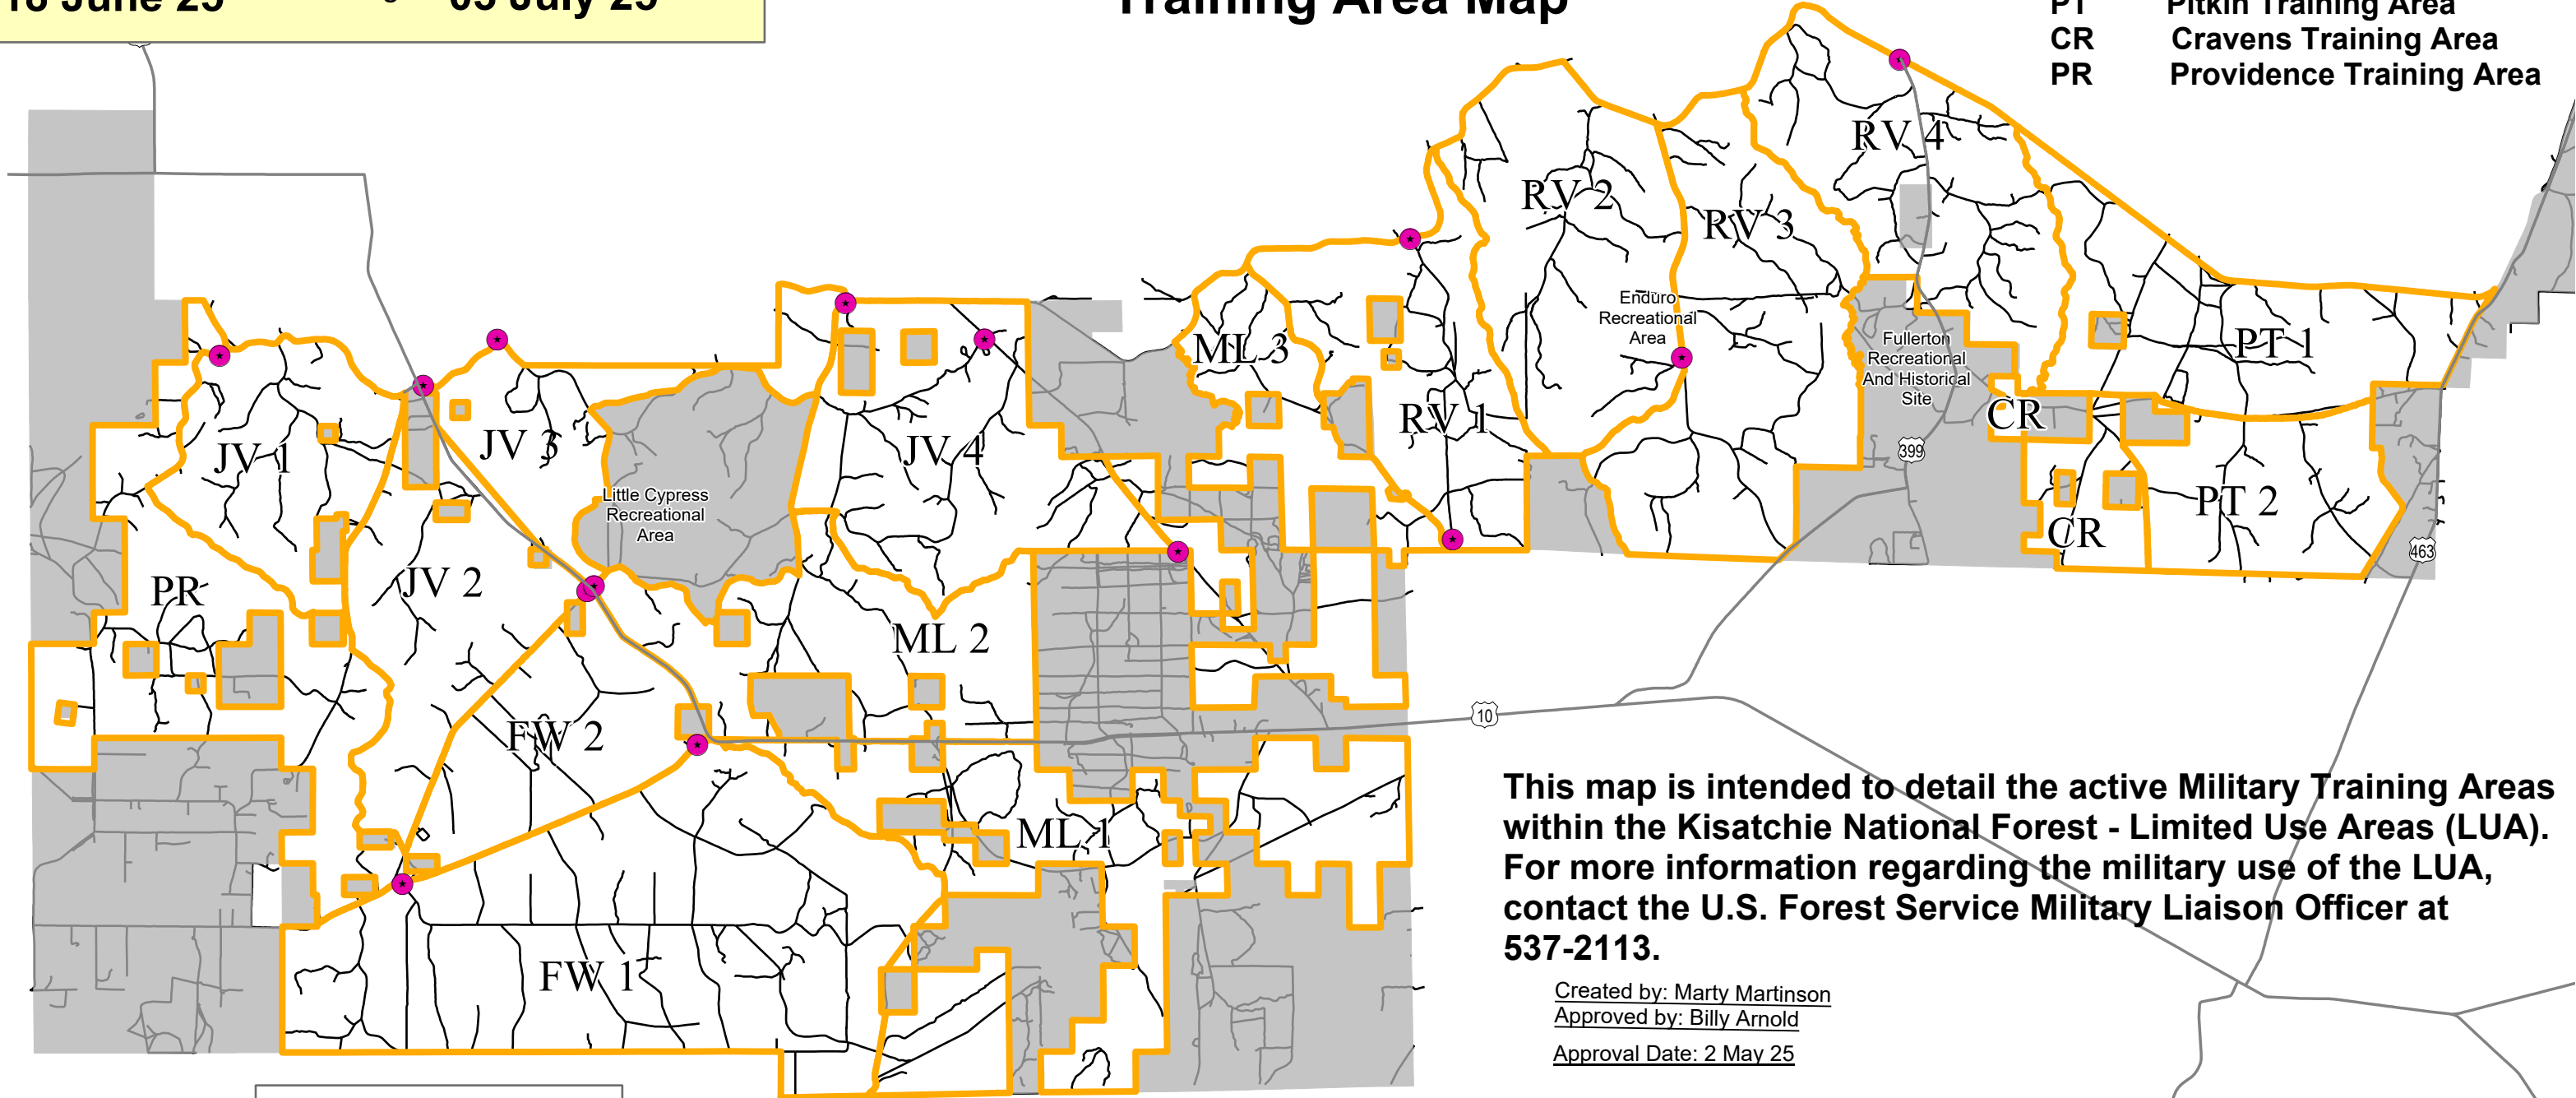 18 June 25
05 July 25
Training Area Map
PT Pitkin Training Area
CR Cravens Training Area
PR Providence Training Area
RV 4
RV 2
RV 3
Enduro
Recreational
Area
ML 3
Fullerton
Recreational
And Historical
Site
PT 1
RV 1
CR
JV 1
JV 3
JV 4
399
Little Cypress
Recreational
Area
PT 2
CR
463
PR
JV 2
ML 2
10
FW 2
ML 1
FW 1
This map is intended to detail the active Military Training Areas
within the Kisatchie National Forest - Limited Use Areas (LUA).
For more information regarding the military use of the LUA,
contact the U.S. Forest Service Military Liaison Officer at
537-2113.
Created by: Marty Martinson
Approved by: Billy Arnold
Approval Date: 2 May 25